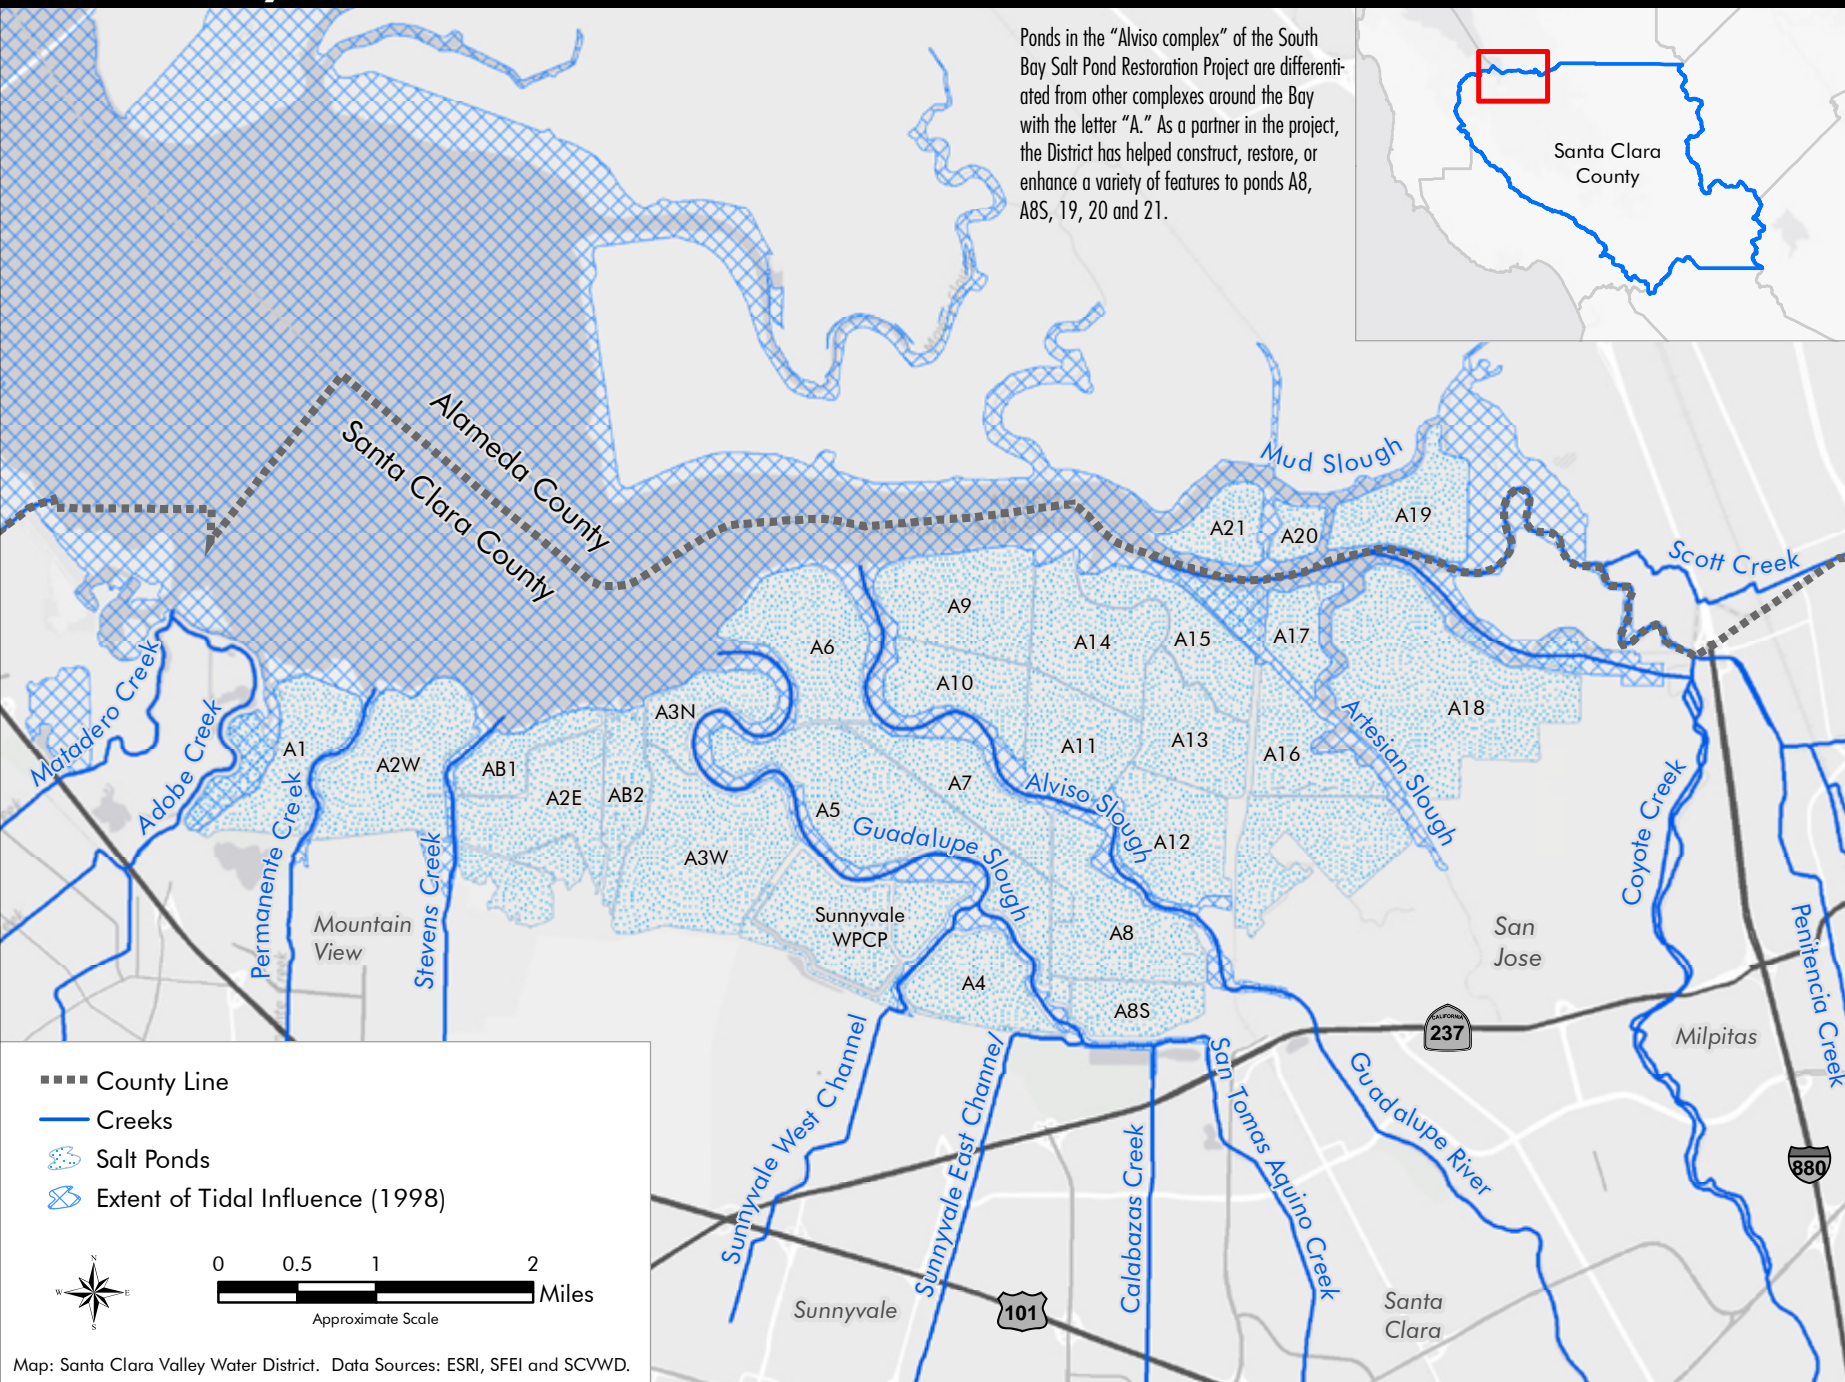 Ponds in the “Alviso complex” of the South
Bay Salt Pond Restoration Project are differenti-
ated from other complexes around the Bay
with the letter “A.” As a partner in the project,
the District has helped construct, restore, or
enhance a variety of features to ponds A8,
A8S, 19, 20 and 21.
Santa Clara
County
Alameda County
Santa Clara County
Mud Slough
A21
A20
A19
Scott Creek
A9
A6
A14
A15
A17
A10
A3N
A18
A1
A2W
AB1
A2E
AB2
A11
A13
A16
A7
A5
A3W
A12
Matadero Creek
Adobe Creek
Permanente Creek
Stevens Creek
Guadalupe Slough
Alviso Slough
Artesian Slough
Coyote Creek
Penitencia Creek
Mountain
View
Sunnyvale
WPCP
A8
A4
A8S
San
Jose
CALIFORNIA
237
Milpitas
880
Sunnyvale West Channel
Sunnyvale East Channel
Calabazas Creek
San Tomas Aquino Creek
Guadalupe River
Sunnyvale
101
Santa
Clara
County Line
Creeks
Salt Ponds
Extent of Tidal Influence (1998)
N
W E
S
0 0.5 1 2
Miles
Approximate Scale
Map: Santa Clara Valley Water District. Data Sources: ESRI, SFEI and SCVWD.